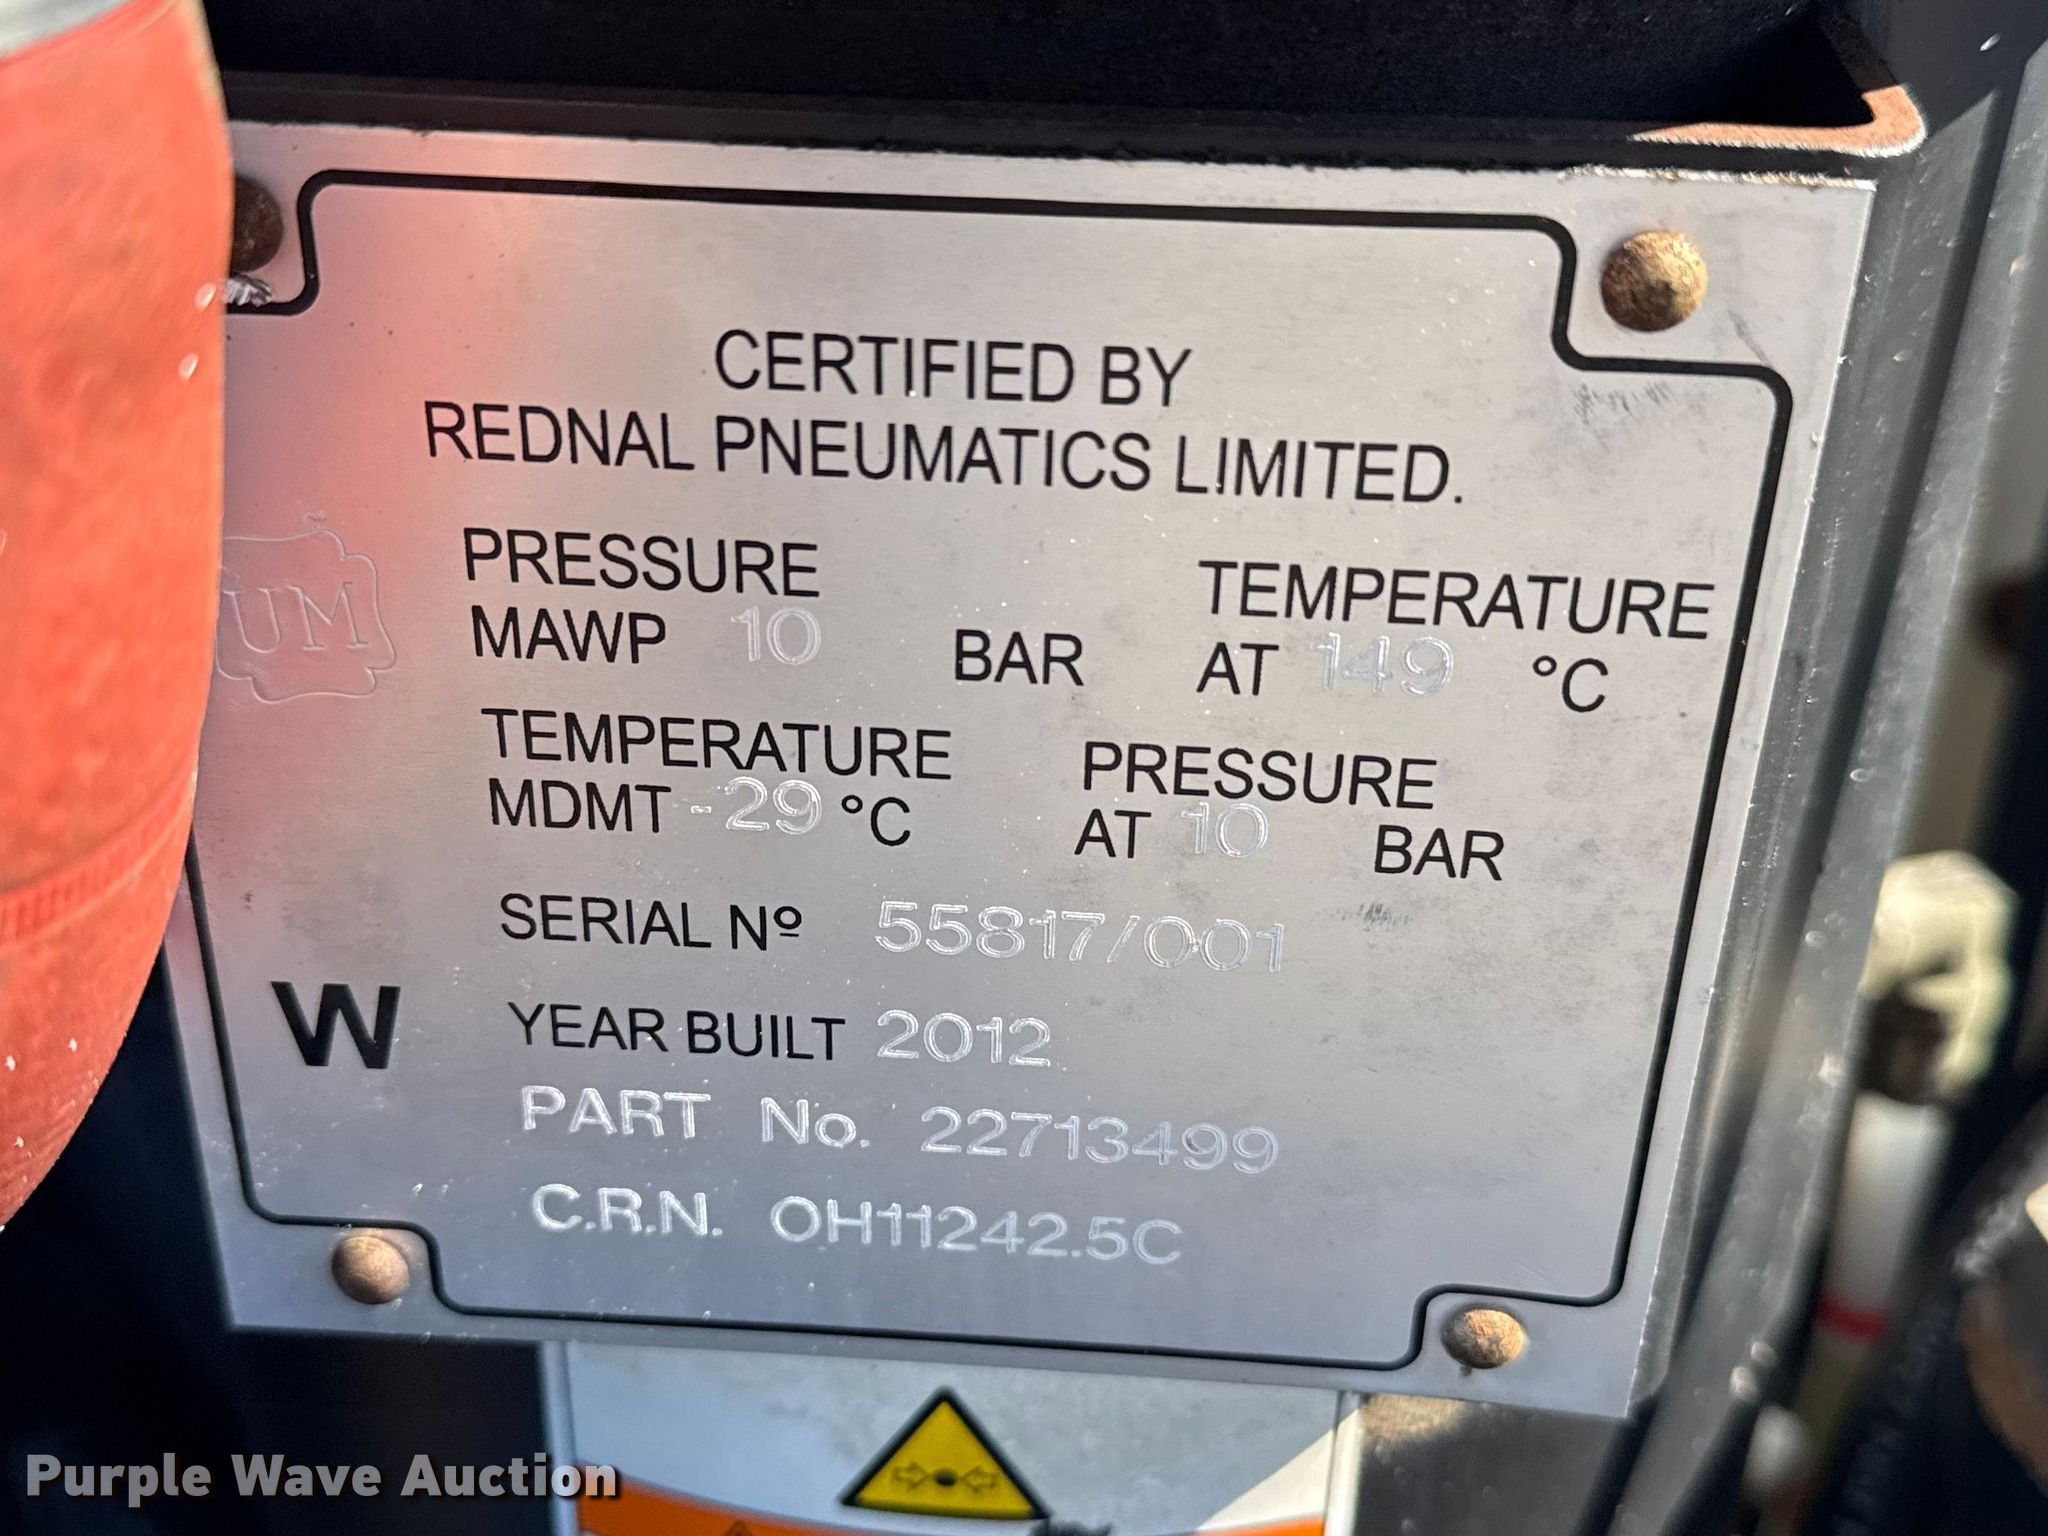 CERTIFIED BY
REDNAL PNEUMATICS LIMITED.
PRESSURE
MAWP 10 BAR
TEMPERATURE
AT 149 °C
UM
TEMPERATURE
MDMT -29 °C
PRESSURE
AT 10 BAR
SERIAL Nº 55817/001
W
YEAR BUILT 2012
PART No. 22713499
C.R.N. OH11242.5C
Purple Wave Auction